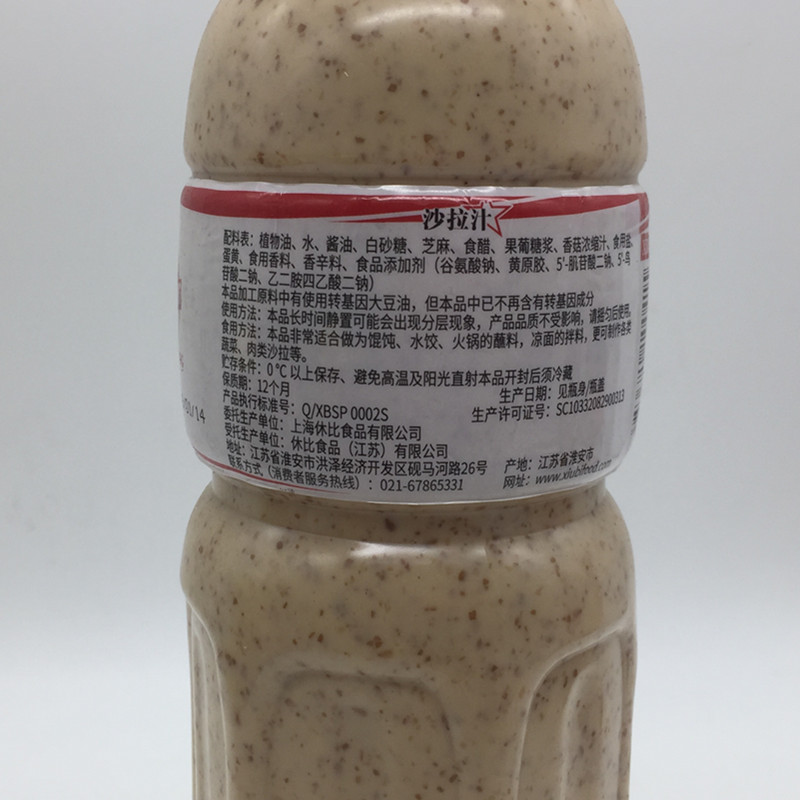 沙拉汁
配料表：植物油、水、酱油、白砂糖、芝麻、食醋、果葡糖浆、香菇浓缩汁、食用盐、
蛋黄、食用香料、香辛料、食品添加剂（谷氨酸钠、黄原胶、5'-肌苷酸二钠、5'-鸟
苷酸二钠、乙二胺四乙酸二钠）
本品加工原料中有使用转基因大豆油，但本品中已不再含有转基因成分
使用方法：本品长时间静置可能会出现分层现象，产品品质不受影响，请摇匀后使用。
食用方法：本品非常适合做为馄饨、水饺、火锅的蘸料，凉面的拌料，更可制作各类
蔬菜、肉类沙拉等。
贮存条件：0℃以上保存、避免高温及阳光直射本品开封后须冷藏
保质期：12个月 生产日期：见瓶身/瓶盖
产品执行标准号：Q/XBSP 0002S 生产许可证号：SC10332082900313
委托生产单位：上海休比食品有限公司
受托生产单位：休比食品（江苏）有限公司
地址：江苏省淮安市洪泽经济开发区砚马河路26号 产地：江苏省淮安市
联系方式（消费者服务热线）：021-67865331 网址：www.xiubifood.com
01/14